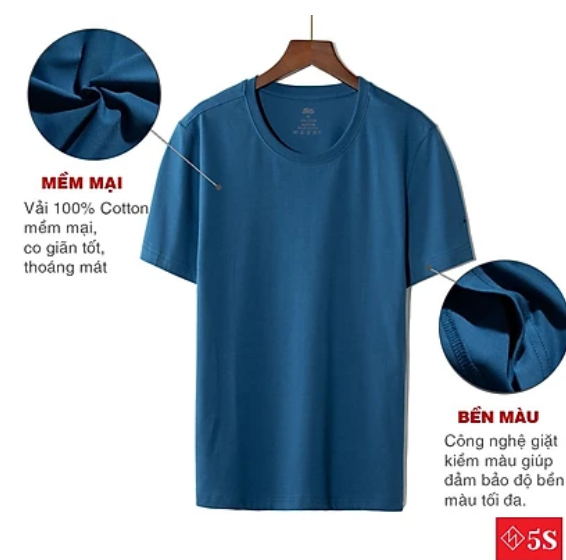 MỀM MẠI
Vải 100% Cotton
mềm mại,
co giãn tốt,
thoáng mát
BỀN MÀU
Công nghệ giặt
kiềm màu giúp
đảm bảo độ bền
màu tối đa.
5S